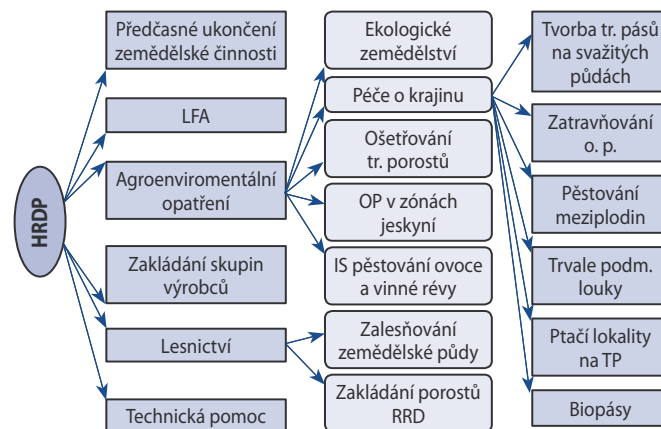 HRDP
Předčasné ukončení
zemědělské činnosti
LFA
Agroenviromentální
opatření
Zakládání skupin
výrobců
Lesnictví
Technická pomoc
Ekologické
zemědělství
Péče o krajinu
Ošetřování
tr. porostů
OP v zónách
jeskyní
IS pěstování ovoce
a vinné révy
Zalesňování
zemědělské půdy
Zakládání porostů
RRD
Tvorba tr. pásů
na svažitých
půdách
Zatravňování
o. p.
Pěstování
meziplodin
Trvale podm.
louky
Ptačí lokality
na TP
Biopásy